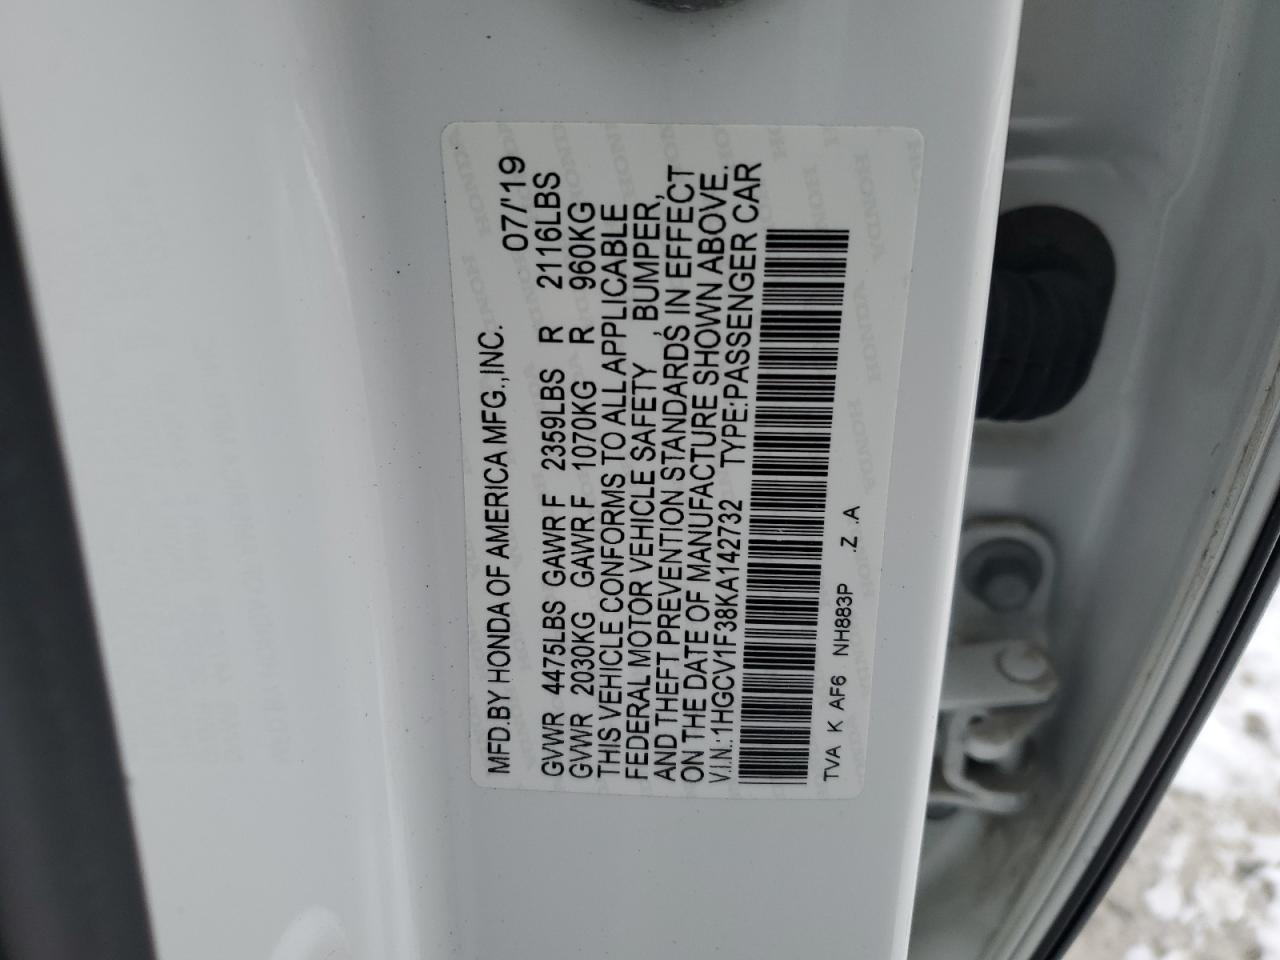 MFD.BY HONDA OF AMERICA MFG.,INC. 07/'19
GVWR 4475LBS GAWR F 2359LBS R 2116LBS
GVWR 2030KG GAWR F 1070KG R 960KG
THIS VEHICLE CONFORMS TO ALL APPLICABLE
FEDERAL MOTOR VEHICLE SAFETY , BUMPER,
AND THEFT PREVENTION STANDARDS IN EFFECT
ON THE DATE OF MANUFACTURE SHOWN ABOVE.
V.I.N.:1HGCV1F38KA142732 TYPE:PASSENGER CAR
TVA K AF6 NH883P .Z .A